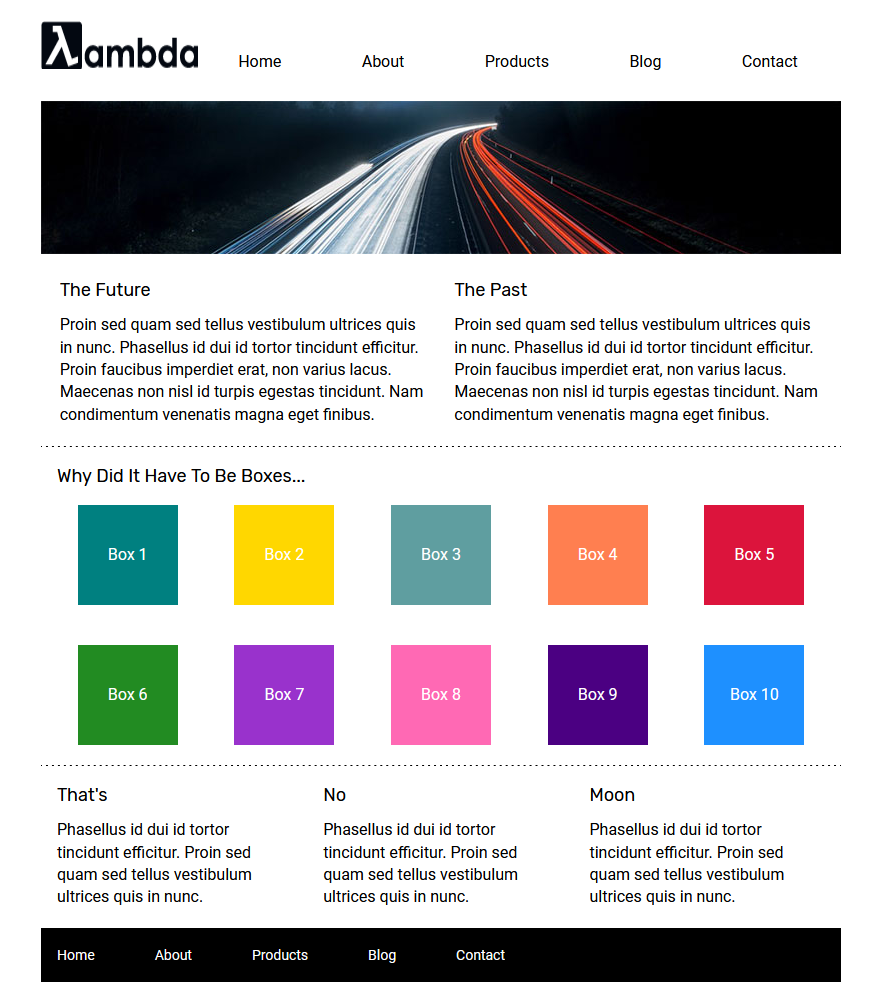 λambda
Home About Products Blog Contact
The Future
Proin sed quam sed tellus vestibulum ultrices quis
in nunc. Phasellus id dui id tortor tincidunt efficitur.
Proin faucibus imperdiet erat, non varius lacus.
Maecenas non nisl id turpis egestas tincidunt. Nam
condimentum venenatis magna eget finibus.
The Past
Proin sed quam sed tellus vestibulum ultrices quis
in nunc. Phasellus id dui id tortor tincidunt efficitur.
Proin faucibus imperdiet erat, non varius lacus.
Maecenas non nisl id turpis egestas tincidunt. Nam
condimentum venenatis magna eget finibus.
Why Did It Have To Be Boxes...
Box 1 Box 2 Box 3 Box 4 Box 5
Box 6 Box 7 Box 8 Box 9 Box 10
That's
Phasellus id dui id tortor
tincidunt efficitur. Proin sed
quam sed tellus vestibulum
ultrices quis in nunc.
No
Phasellus id dui id tortor
tincidunt efficitur. Proin sed
quam sed tellus vestibulum
ultrices quis in nunc.
Moon
Phasellus id dui id tortor
tincidunt efficitur. Proin sed
quam sed tellus vestibulum
ultrices quis in nunc.
Home About Products Blog Contact